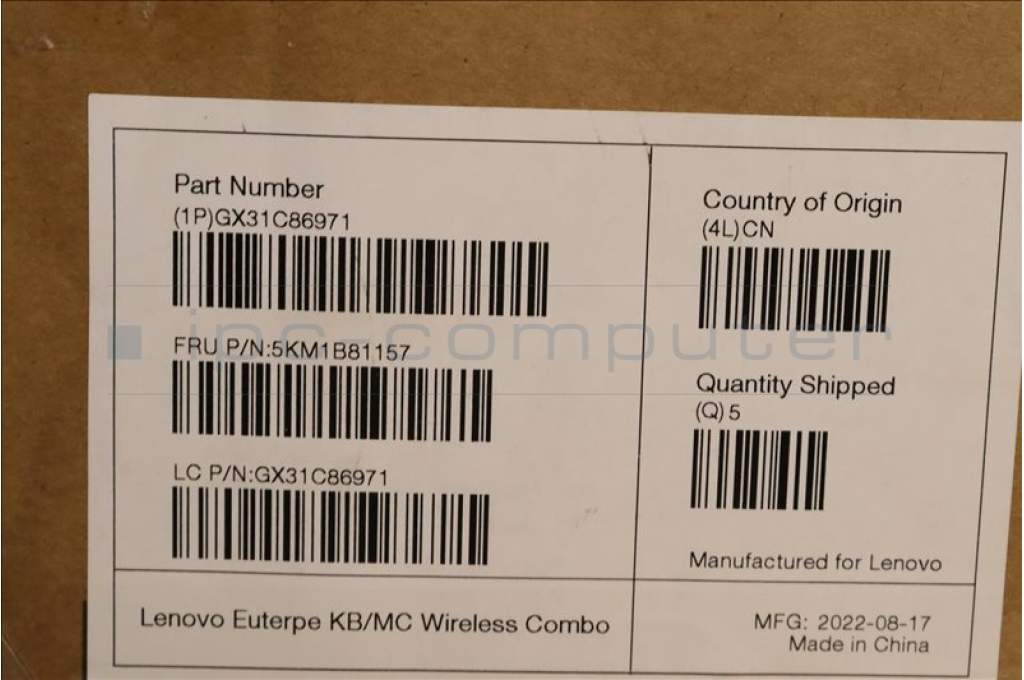 Part Number
(1P)GX31C86971
FRU P/N:5KM1B81157
LC P/N:GX31C86971
Country of Origin
(4L)CN
Quantity Shipped
(Q)5
Manufactured for Lenovo
Lenovo Euterpe KB/MC Wireless Combo
MFG: 2022-08-17
Made in China
ipc-computer